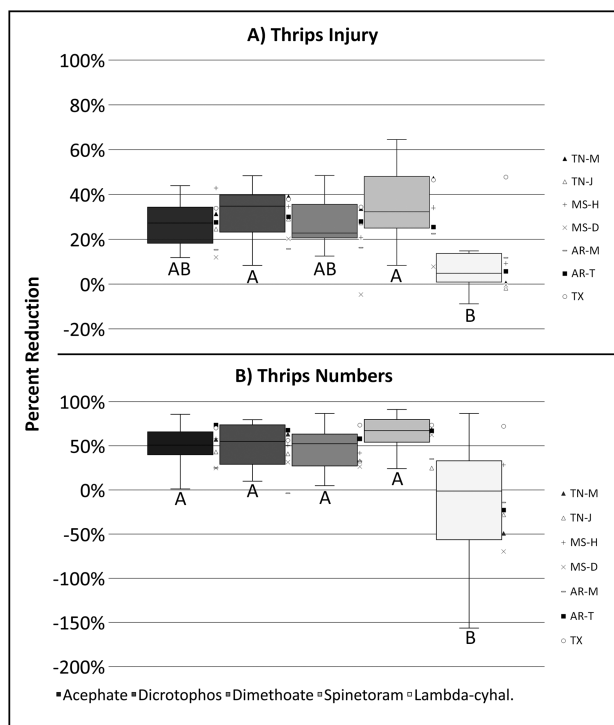 A) Thrips Injury
100%
80%
60%
40%
20%
0%
-20%
AB
A
AB
A
B
TN-M
TN-J
MS-H
MS-D
AR-M
AR-T
TX
Percent Reduction
B) Thrips Numbers
100%
50%
0%
-50%
-100%
-150%
-200%
A
A
A
A
B
TN-M
TN-J
MS-H
MS-D
AR-M
AR-T
TX
Acephate Dicrotophos Dimethoate Spinetoram Lambda-cyhal.